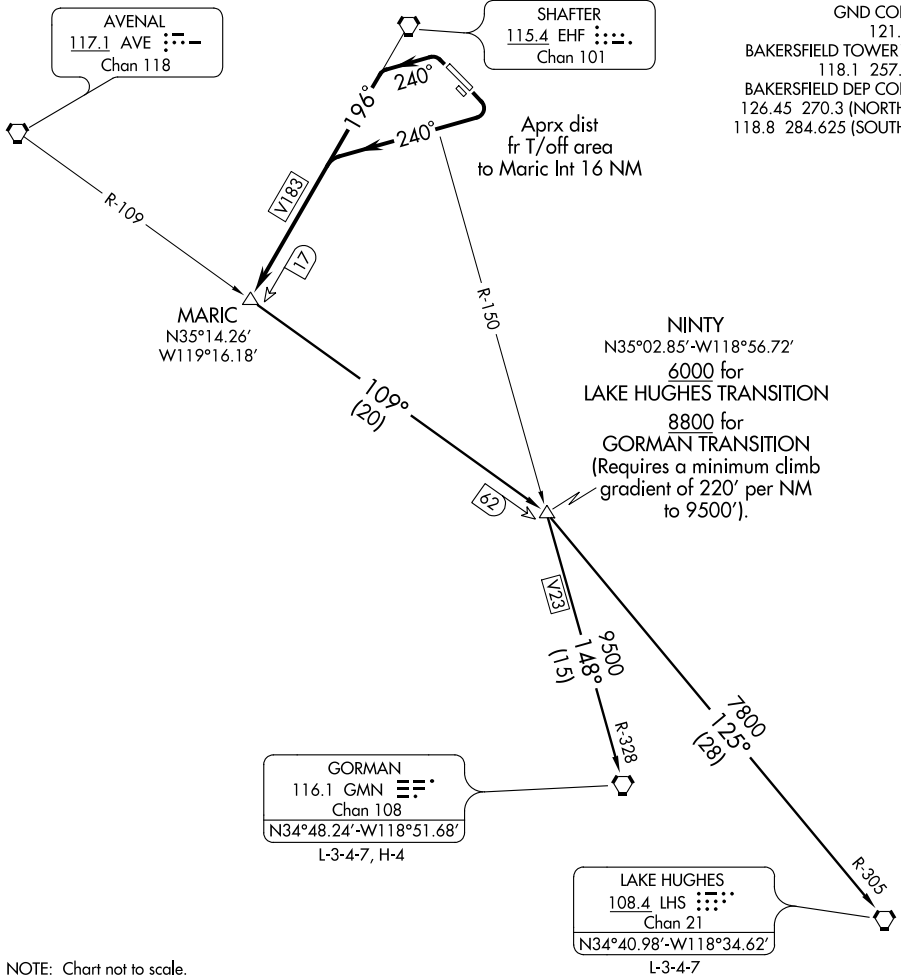 AVENAL
117.1 AVE
Chan 118
SHAFTER
115.4 EHF
Chan 101
GND CO
121.
BAKERSFIELD TOWER
118.1 257.
BAKERSFIELD DEP CO
126.45 270.3 (NORTH
118.8 284.625 (SOUTH
240°
196°
240°
Aprx dist
fr T/off area
to Maric Int 16 NM
V183
R-109
17
R-150
MARIC
N35°14.26'
W119°16.18'
NINTY
N35°02.85'-W118°56.72'
6000 for
LAKE HUGHES TRANSITION
8800 for
GORMAN TRANSITION
(Requires a minimum climb
gradient of 220' per NM
to 9500').
109°
(20)
62
V23
9500
148°
(15)
R-328
7800
125°
(28)
R-305
GORMAN
116.1 GMN
Chan 108
N34°48.24'-W118°51.68'
L-3-4-7, H-4
LAKE HUGHES
108.4 LHS
Chan 21
N34°40.98'-W118°34.62'
L-3-4-7
NOTE: Chart not to scale.